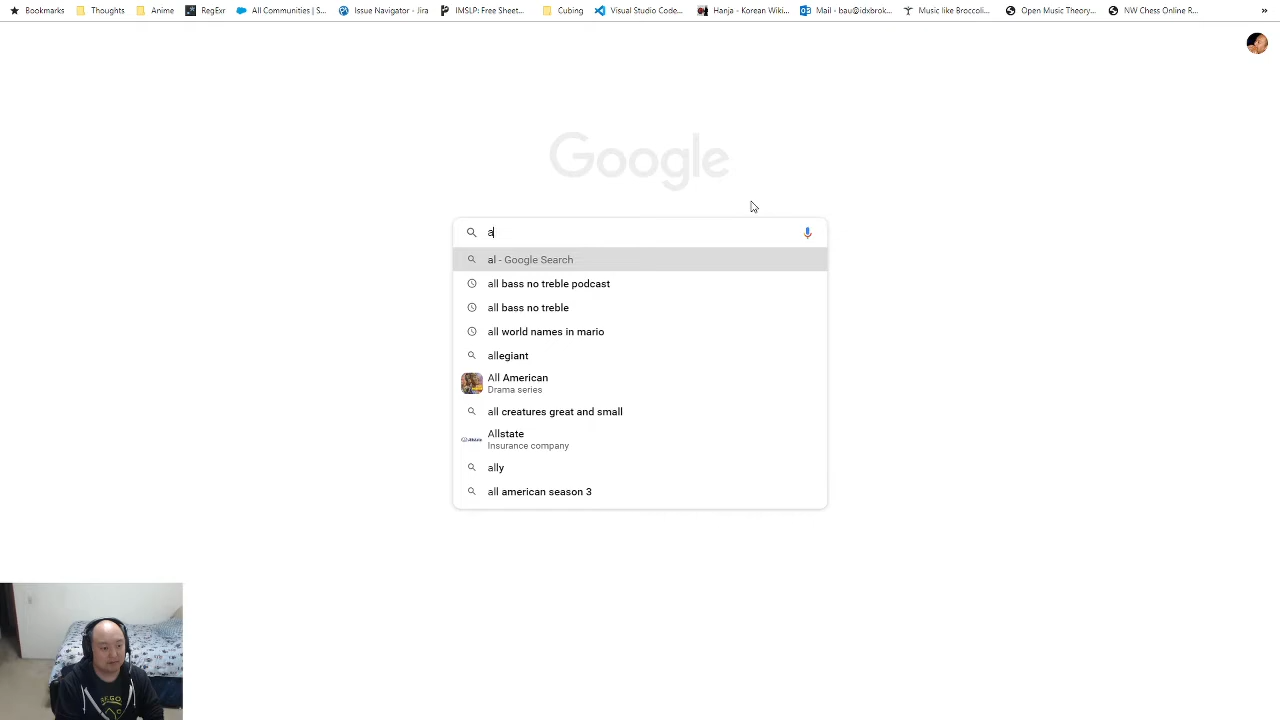 Bookmarks Thoughts Anime RegExr All Communities | S... Issue Navigator - Jira IMSLP: Free Sheet... Cubing Visual Studio Code... Hanja - Korean Wiki... Mail - bau@idxbrok... Music like Broccoli... Open Music Theory... NW Chess Online R... »
Google
a
al - Google Search
all bass no treble podcast
all bass no treble
all world names in mario
allegiant
All American
Drama series
all creatures great and small
Allstate
Insurance company
ally
all american season 3